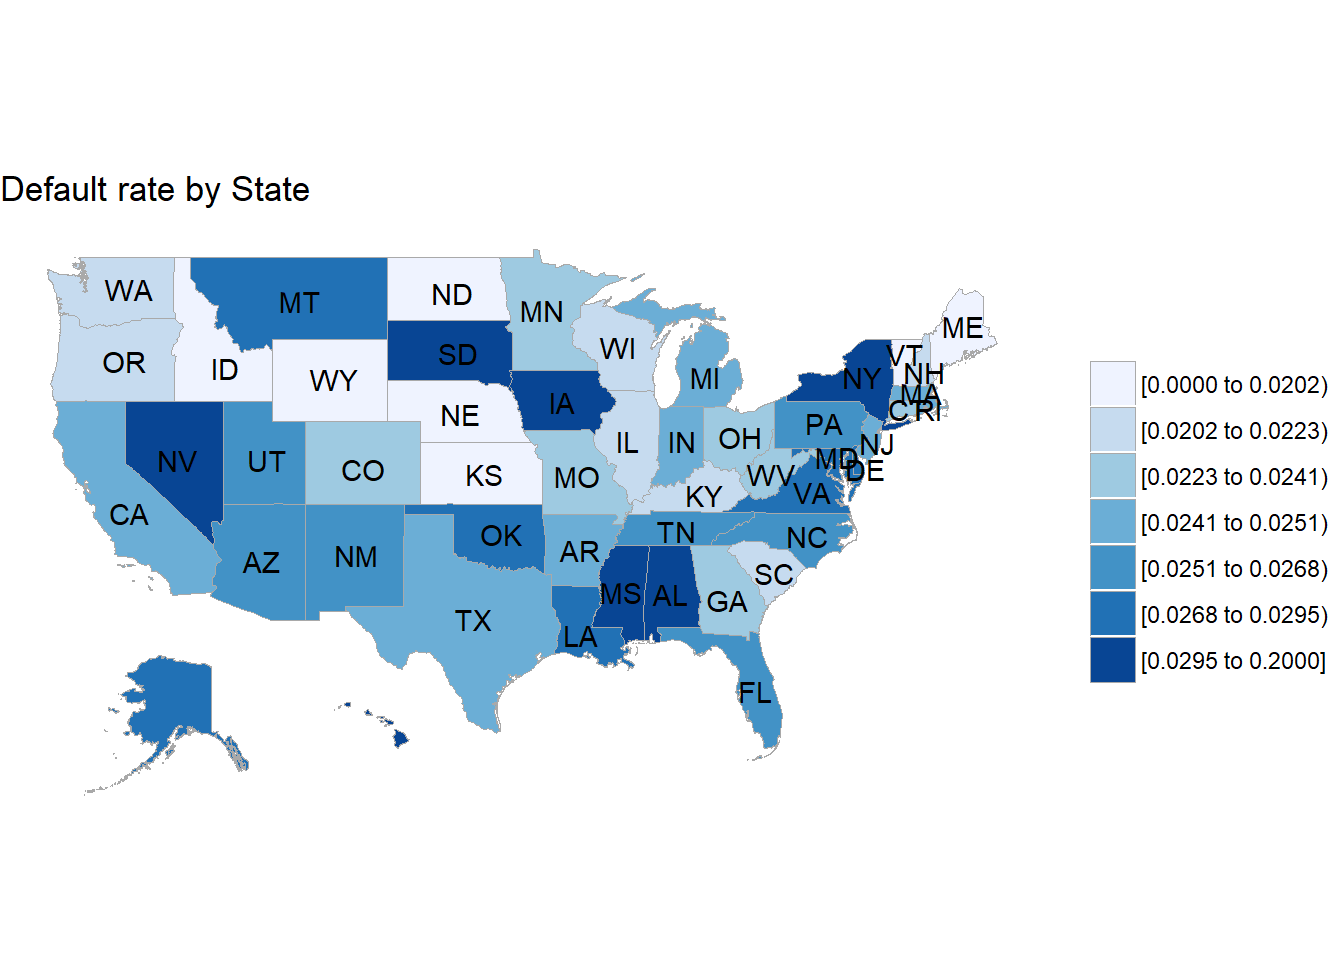 Default rate by State
WA
MT
ND
MN
ME
OR
ID
WY
SD
WI
MI
VT
NH
NY
MA
CT
RI
NE
IA
PA
NJ
NV
UT
CO
KS
MO
IL
IN
OH
WV
MD
DE
VA
KY
CA
AZ
NM
OK
AR
TN
NC
SC
TX
LA
MS
AL
GA
FL
[0.0000 to 0.0202)
[0.0202 to 0.0223)
[0.0223 to 0.0241)
[0.0241 to 0.0251)
[0.0251 to 0.0268)
[0.0268 to 0.0295)
[0.0295 to 0.2000]